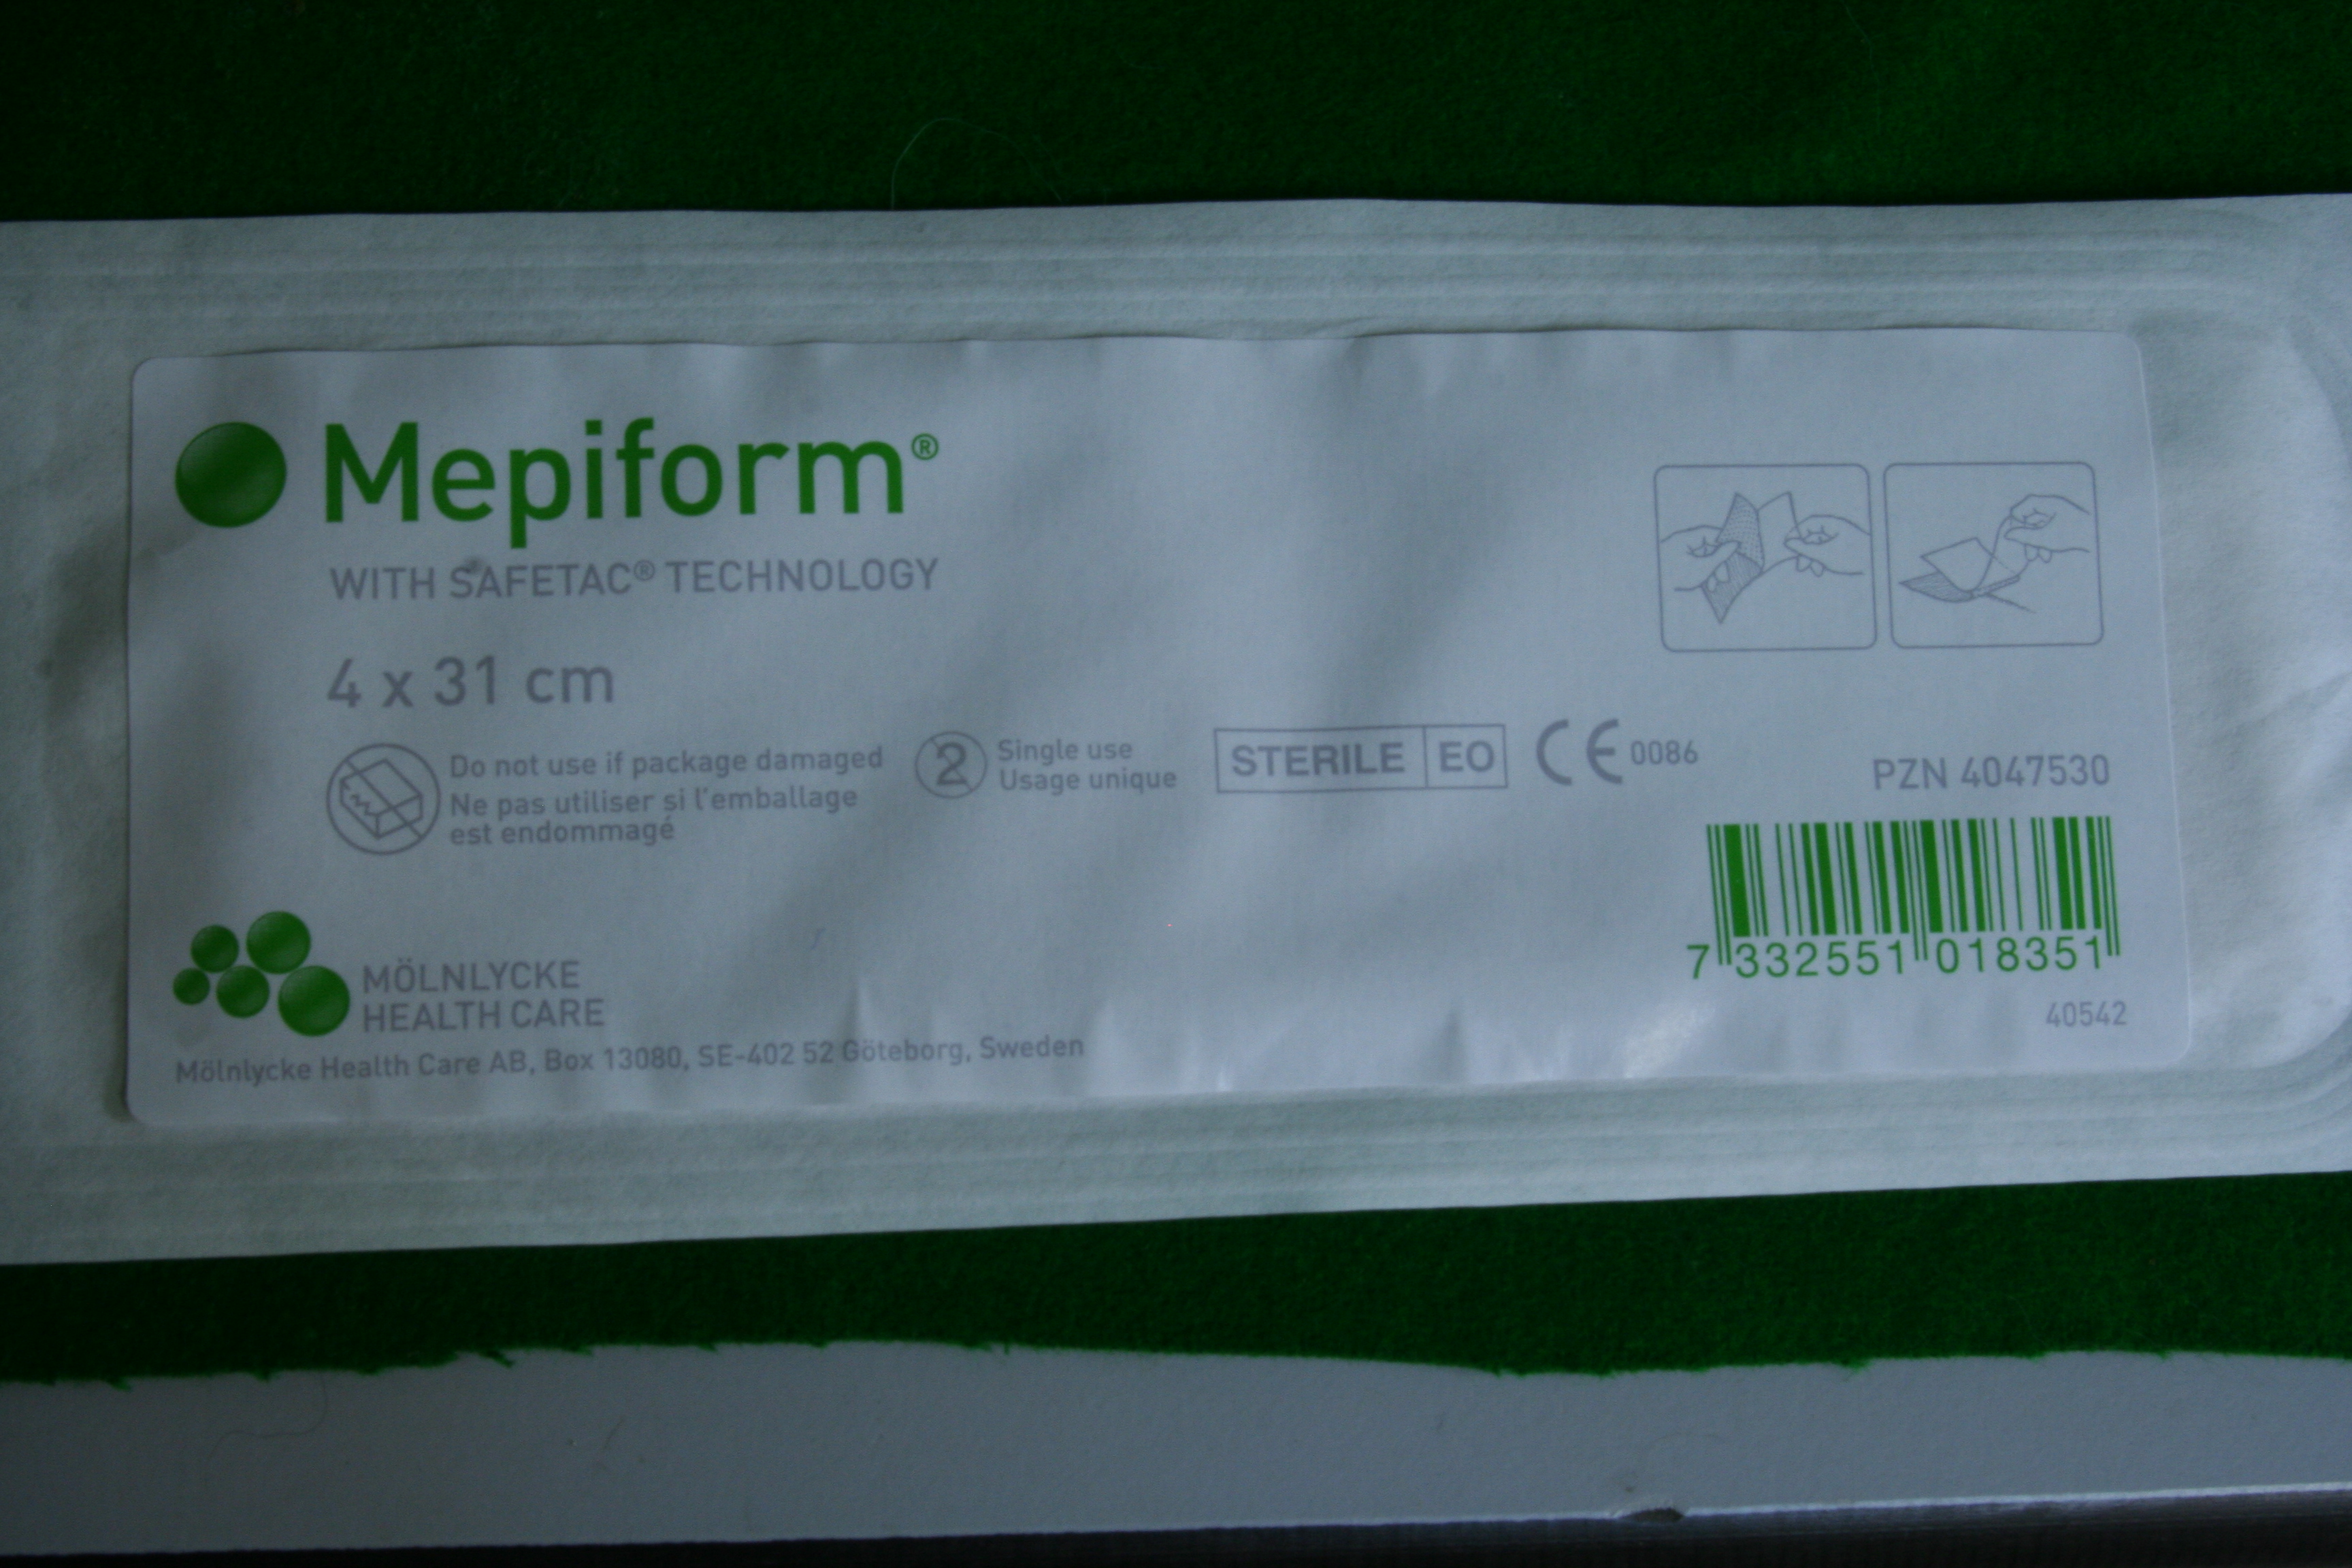 Mepiform®
WITH SAFETAC® TECHNOLOGY
4 x 31 cm
Do not use if package damaged
Ne pas utiliser si l'emballage
est endommagé
2
Single use
Usage unique
STERILE EO
CE 0086
PZN 4047530
7 332551 018351
40542
MÖLNLYCKE
HEALTH CARE
Mölnlycke Health Care AB, Box 13080, SE-402 52 Göteborg, Sweden